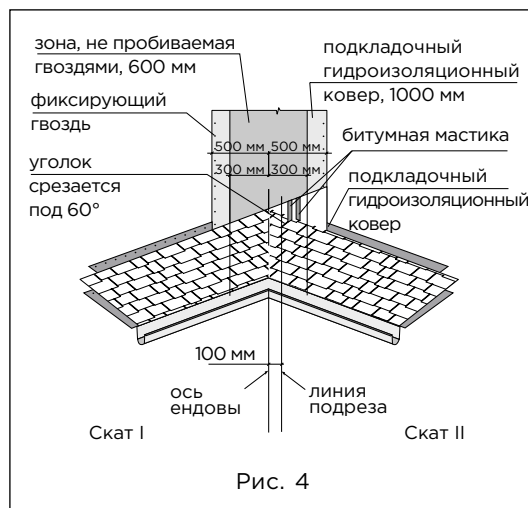 зона, не пробиваемая
гвоздями, 600 мм
подкладочный
гидроизоляционный
ковер, 1000 мм
фиксирующий
гвоздь
битумная мастика
500 мм 500 мм
300 мм 300 мм
уголок
срезается
под 60°
подкладочный
гидроизоляционный
ковер
100 мм
ось
ендовы
линия
подреза
Скат I
Скат II
Рис. 4